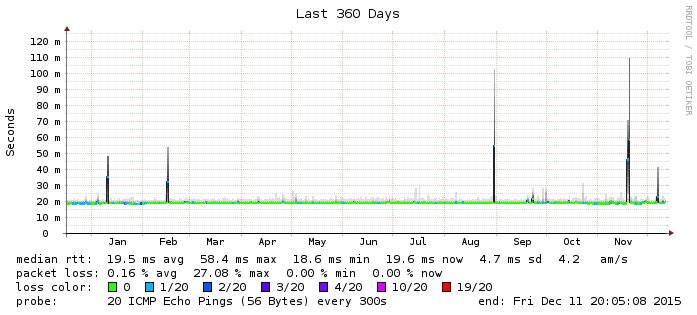 Last 360 Days
RRDTOOL / TOBI OETIKER
Seconds
120 m
110 m
100 m
90 m
80 m
70 m
60 m
50 m
40 m
30 m
20 m
10 m
0
Jan Feb Mar Apr May Jun Jul Aug Sep Oct Nov
median rtt: 19.5 ms avg 58.4 ms max 18.6 ms min 19.6 ms now 4.7 ms sd 4.2 am/s
packet loss: 0.16 % avg 27.08 % max 0.00 % min 0.00 % now
loss color: 0 1/20 2/20 3/20 4/20 10/20 19/20
probe: 20 ICMP Echo Pings (56 Bytes) every 300s end: Fri Dec 11 20:05:08 2015